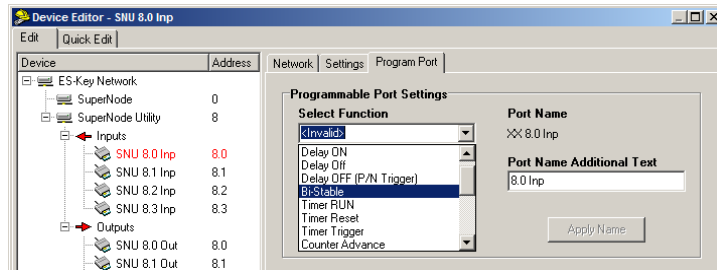 Device Editor - SNU 8.0 Inp
Edit Quick Edit
Device Address
ES-Key Network
SuperNode 0
SuperNode Utility 8
Inputs
SNU 8.0 Inp 8.0
SNU 8.1 Inp 8.1
SNU 8.2 Inp 8.2
SNU 8.3 Inp 8.3
Outputs
SNU 8.0 Out 8.0
SNU 8.1 Out 8.1
Network Settings Program Port
Programmable Port Settings
Select Function
<Invalid>
Delay ON
Delay Off
Delay OFF (P/N Trigger)
Bi-Stable
Timer RUN
Timer Reset
Timer Trigger
Counter Advance
Port Name
XX 8.0 Inp
Port Name Additional Text
8.0 Inp
Apply Name